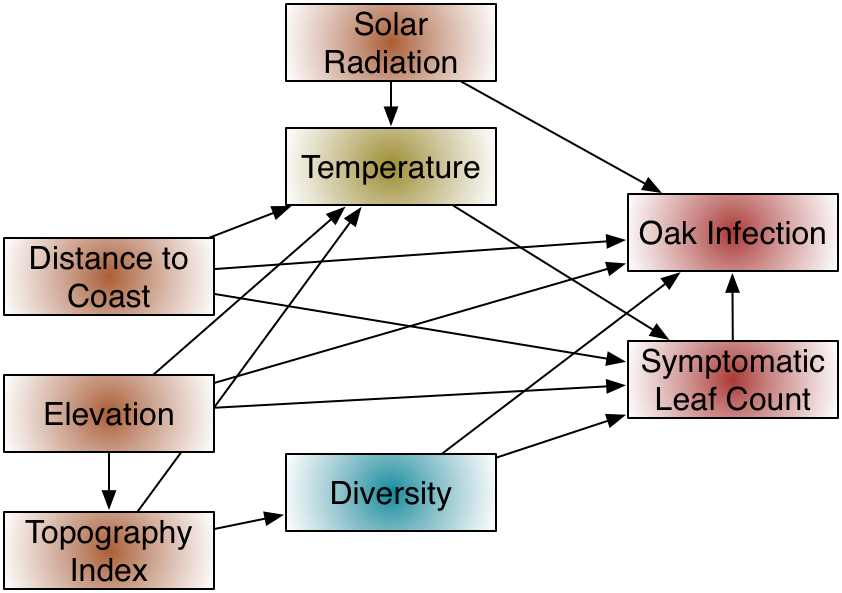 Solar
Radiation
Temperature
Oak Infection
Distance to
Coast
Symptomatic
Leaf Count
Elevation
Diversity
Topography
Index